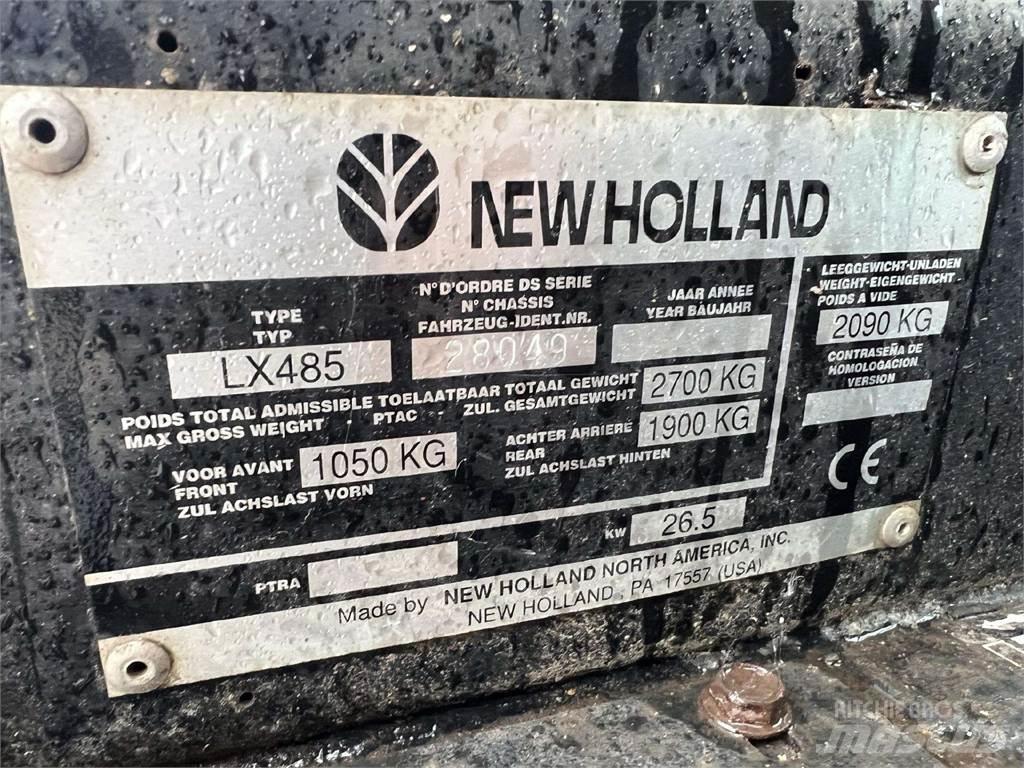 NEW HOLLAND
TYPE
TYP
LX485
N° D'ORDRE DS SERIE
N° CHASSIS
FAHRZEUG-IDENT.NR.
28049
JAAR ANNEE
YEAR BAUJAHR
LEEGGEWICHT-UNLADEN
WEIGHT-EIGENGEWICHT
POIDS A VIDE
2090 KG
CONTRASEÑA DE
HOMOLOGACION
VERSION
POIDS TOTAL ADMISSIBLE TOELAATBAAR TOTAAL GEWICHT
MAX GROSS WEIGHT - PTAC - ZUL. GESAMTGEWICHT
2700 KG
VOOR AVANT
FRONT
ZUL ACHSLAST VORN
1050 KG
ACHTER ARRIERE
REAR
ZUL ACHSLAST HINTEN
1900 KG
CE
PTRA
KW 26.5
Made by NEW HOLLAND NORTH AMERICA, INC.
NEW HOLLAND, PA 17557 (USA)
RITCHIE BROS
MASCUS